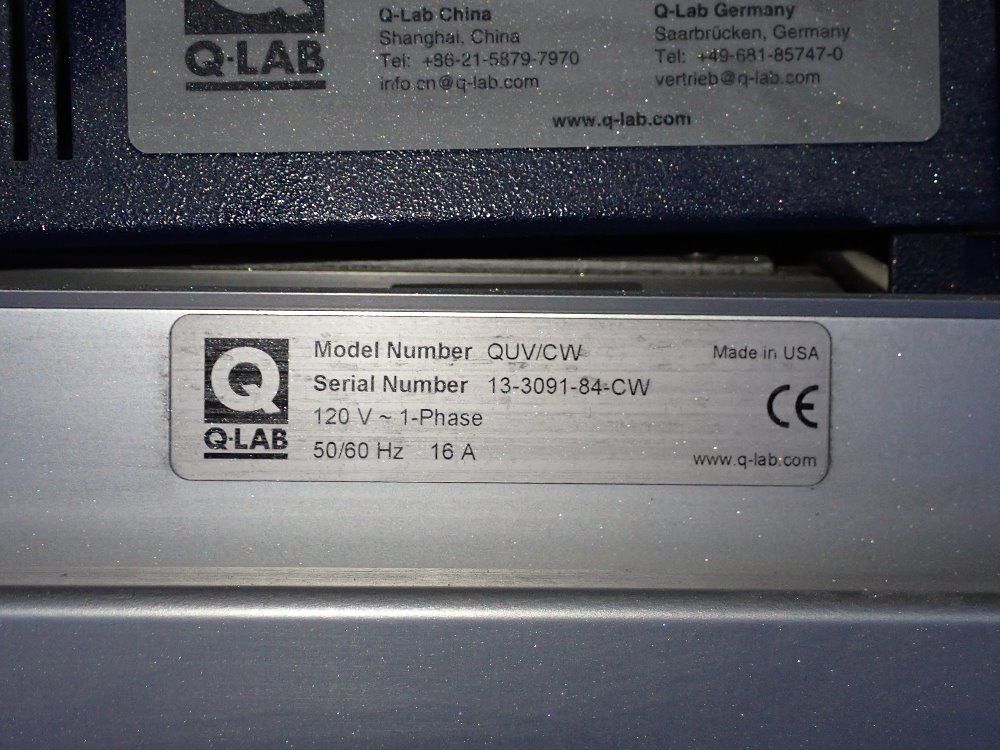 Q-LAB
Q-Lab China
Shanghai, China
Tel: +86-21-5879-7970
info.cn@q-lab.com
Q-Lab Germany
Saarbrücken, Germany
Tel: +49-681-85747-0
vertrieb@q-lab.com
www.q-lab.com
Q
Q-LAB
Model Number QUV/CW
Serial Number 13-3091-84-CW
120 V ~ 1-Phase
50/60 Hz 16 A
Made in USA
CE
www.q-lab.com